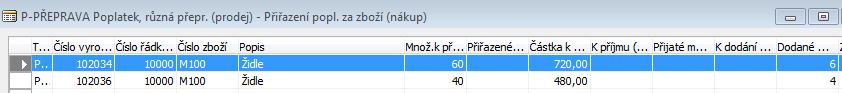 P-PŘEPRAVA Poplatek, různá přepr. (prodej) - Přiřazení popl. za zboží (nákup)
T... Číslo vyro... Číslo řádk... Číslo zboží Popis Množ.k p... Přiřazené... Částka k ... K příjmu (... Přijaté m... K dodání ... Dodané ...
P... 102034 10000 M100 Židle 60 720,00 6
P... 102036 10000 M100 Židle 40 480,00 4